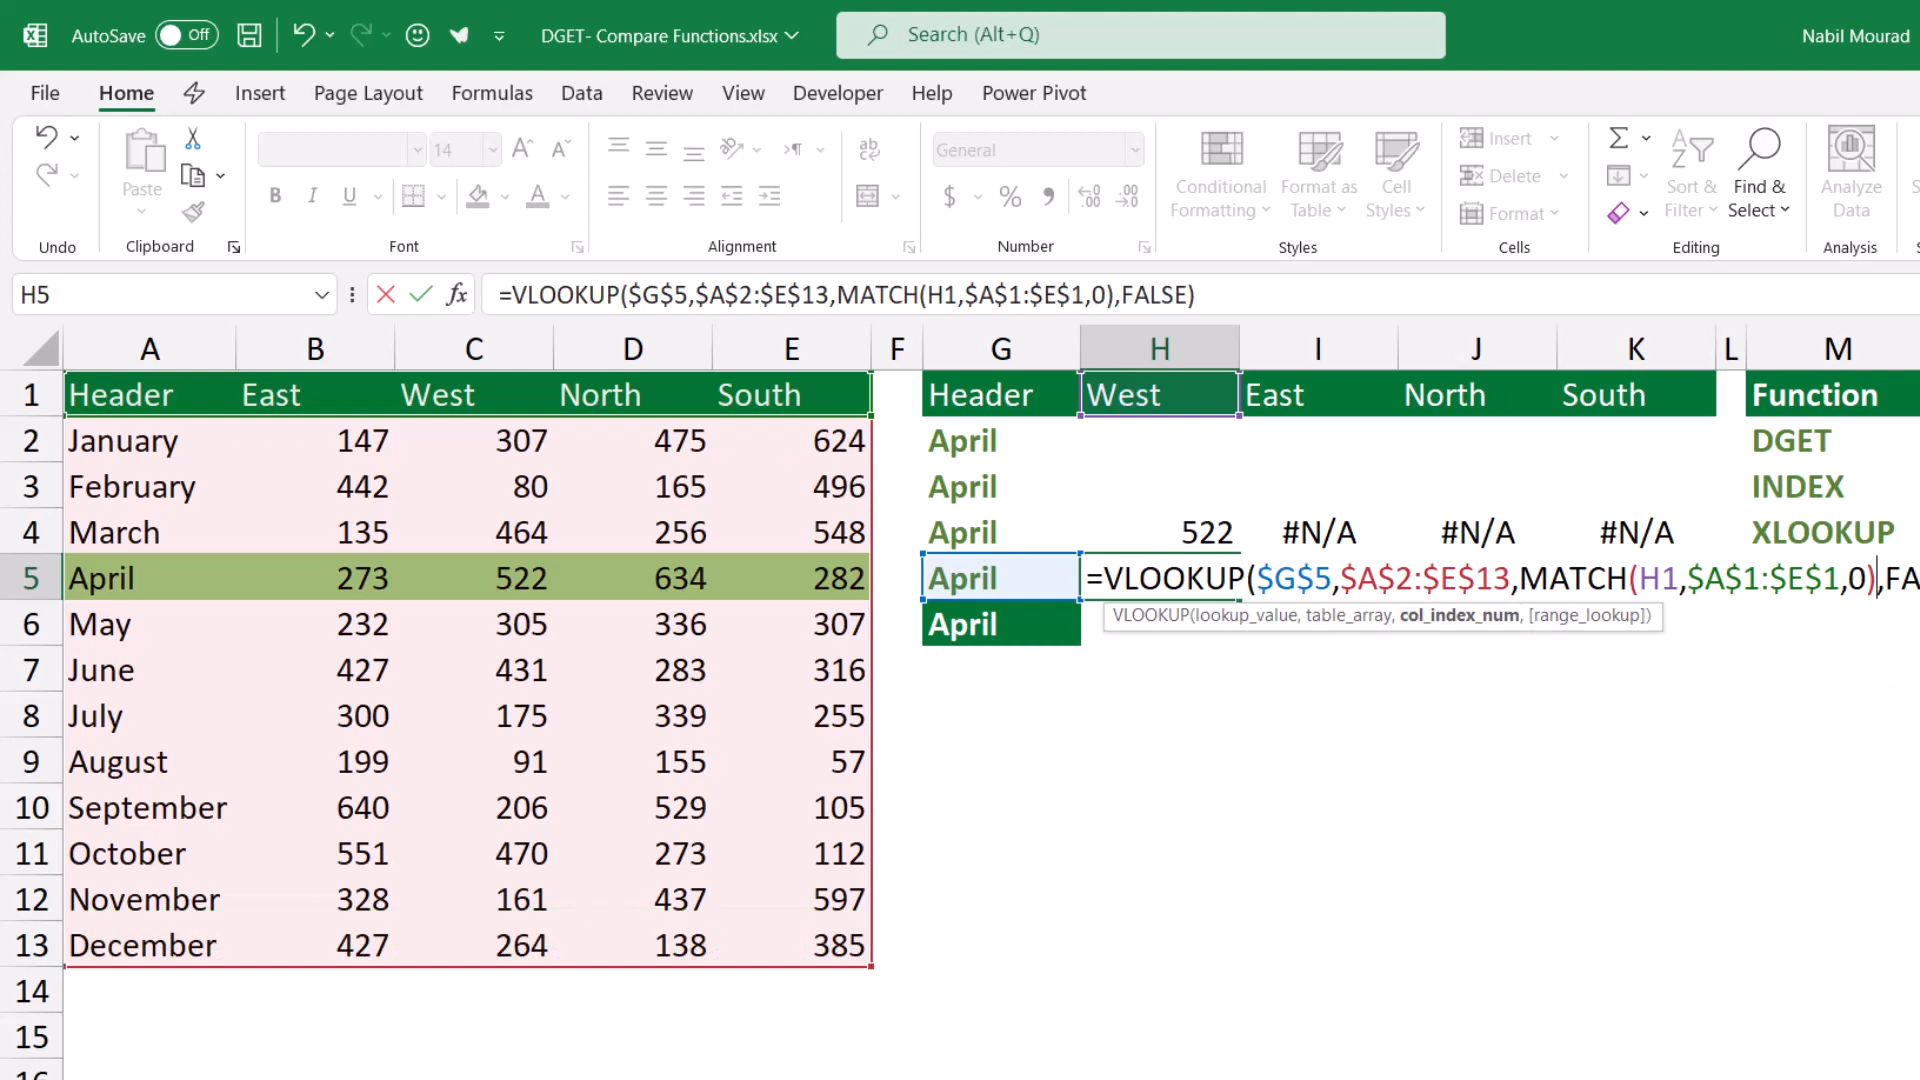 AutoSave Off DGET- Compare Functions.xlsx Search (Alt+Q) Nabil Mourad
File Home Insert Page Layout Formulas Data Review View Developer Help Power Pivot
14 General
Paste
B I U
$ % 
Conditional Formatting
Format as Table
Cell Styles
Insert
Delete
Format
Sort & Filter
Find & Select
Analyze Data
Undo Clipboard Font Alignment Number Styles Cells Editing Analysis
H5 fx =VLOOKUP($G$5,$A$2:$E$13,MATCH(H1,$A$1:$E$1,0),FALSE)
A B C D E F G H I J K L M
1 Header East West North South Header West East North South Function
2 January 147 307 475 624 April DGET
3 February 442 80 165 496 April INDEX
4 March 135 464 256 548 April 522 #N/A #N/A #N/A XLOOKUP
5 April 273 522 634 282 April =VLOOKUP($G$5,$A$2:$E$13,MATCH(H1,$A$1:$E$1,0),FA
VLOOKUP(lookup_value, table_array, col_index_num, [range_lookup])
6 May 232 305 336 307 April
7 June 427 431 283 316
8 July 300 175 339 255
9 August 199 91 155 57
10 September 640 206 529 105
11 October 551 470 273 112
12 November 328 161 437 597
13 December 427 264 138 385
14
15